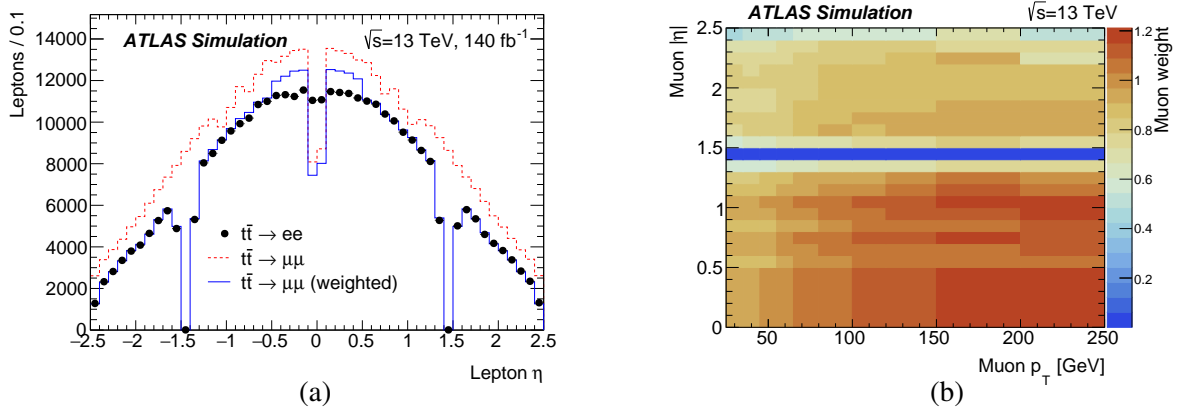 ATLAS Simulation
√s=13 TeV, 140 fb⁻¹
Leptons / 0.1
14000
12000
10000
8000
6000
4000
2000
0
tt̄ → ee
tt̄ → μμ
tt̄ → μμ (weighted)
−2.5 −2 −1.5 −1 −0.5 0 0.5 1 1.5 2 2.5
Lepton η
(a)
ATLAS Simulation
√s=13 TeV
Muon |η|
2.5
2
1.5
1
0.5
0
50 100 150 200 250
Muon p_T [GeV]
1.2
1
0.8
0.6
0.4
0.2
Muon weight
(b)